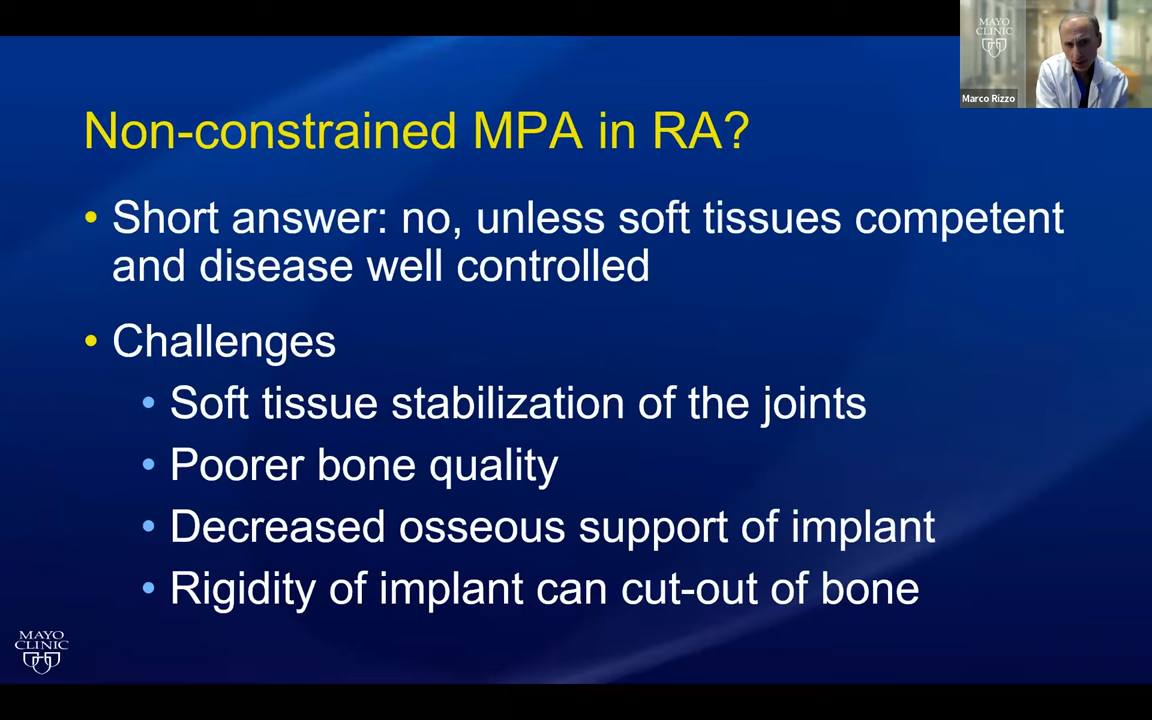 MAYO
CLINIC
Marco Rizzo
Non-constrained MPA in RA?
• Short answer: no, unless soft tissues competent
and disease well controlled
• Challenges
• Soft tissue stabilization of the joints
• Poorer bone quality
• Decreased osseous support of implant
• Rigidity of implant can cut-out of bone
MAYO
CLINIC